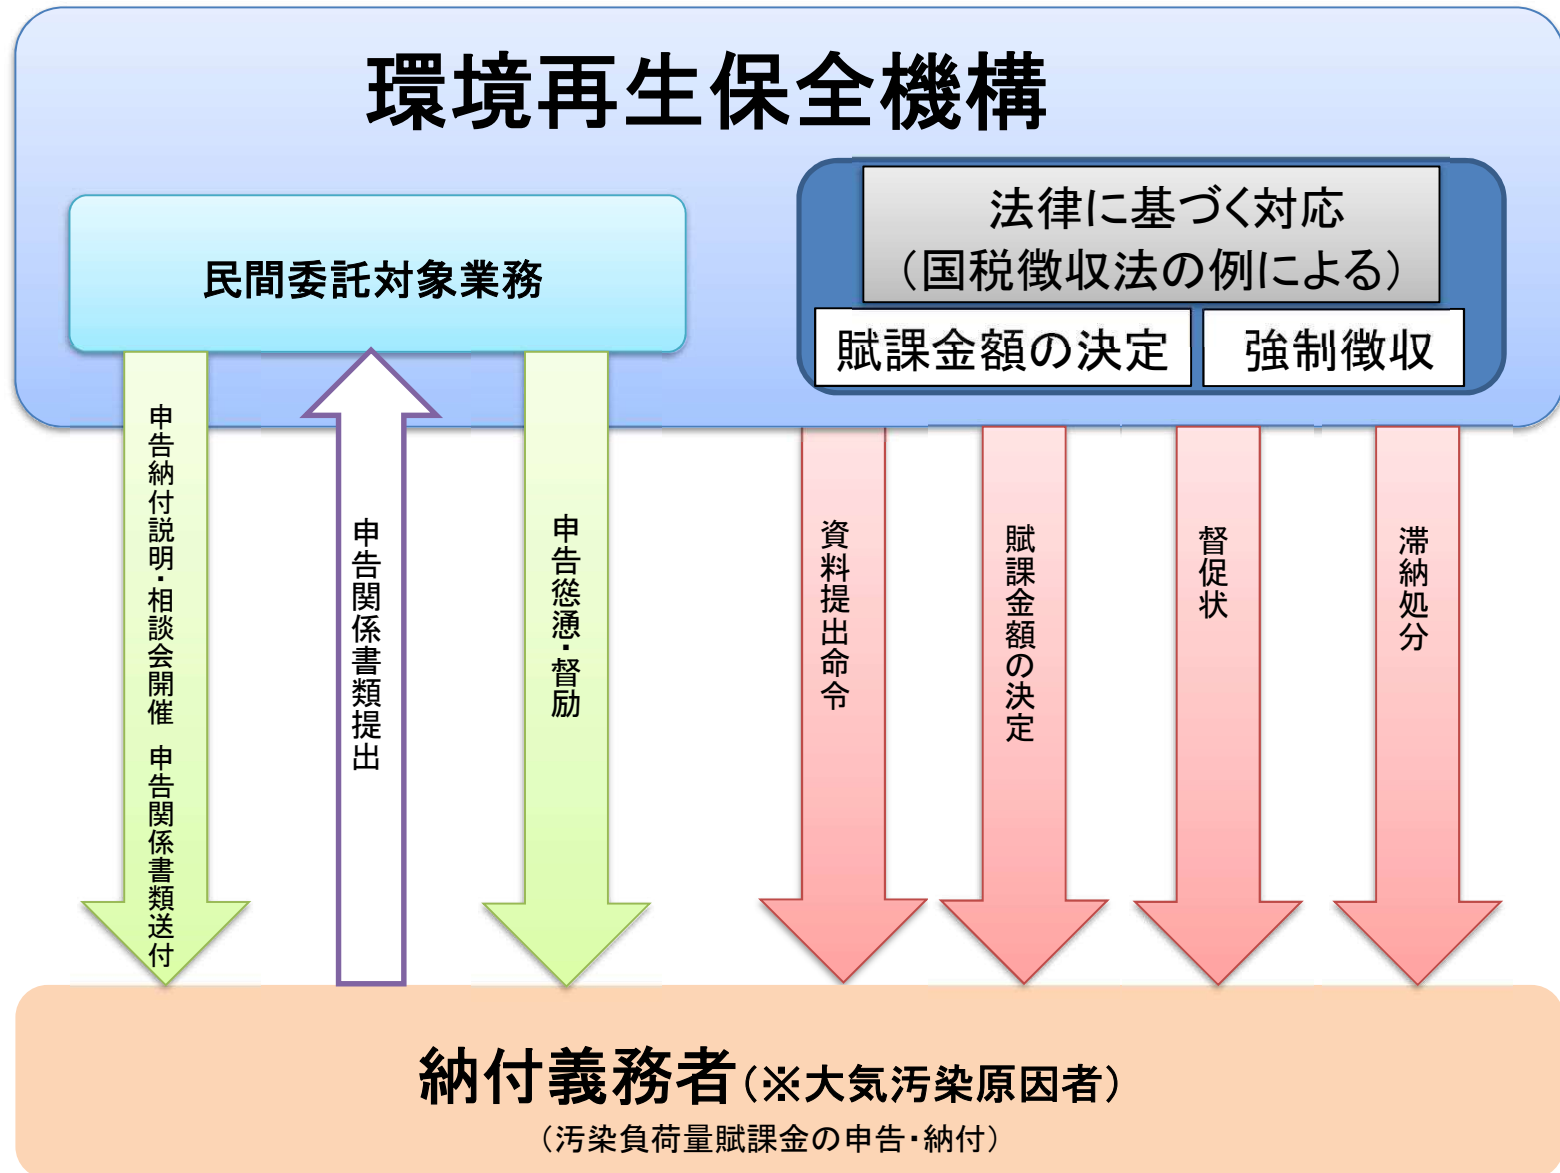 環境再生保全機構
民間委託対象業務
法律に基づく対応
（国税徴収法の例による）
賦課金額の決定
強制徴収
申告納付説明・相談会開催 申告関係書類送付
申告関係書類提出
申告慫慂・督励
資料提出命令
賦課金額の決定
督促状
滞納処分
納付義務者（※大気汚染原因者）
（汚染負荷量賦課金の申告・納付）